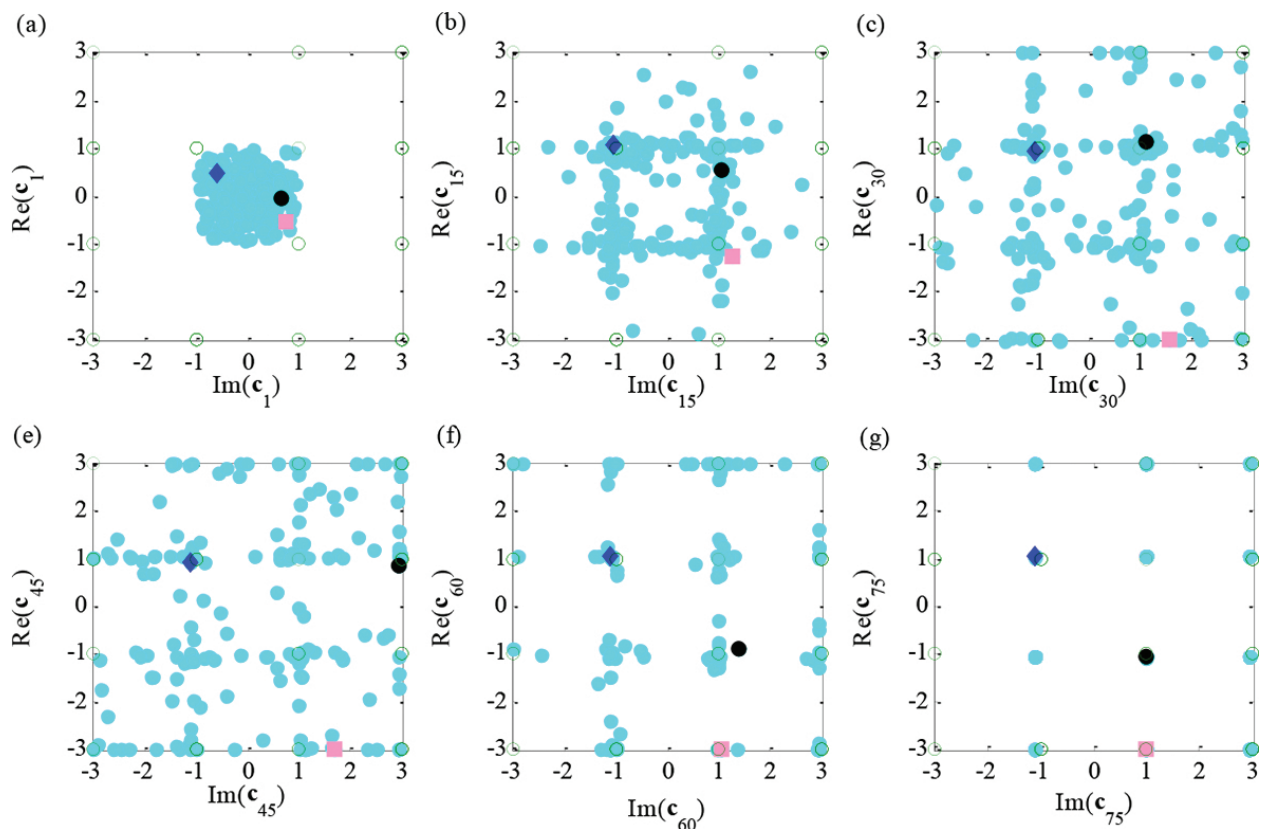 (a)
(b)
(c)
3
2
1
0
-1
-2
-3
Re(c1)
-3 -2 -1 0 1 2 3
Im(c1)
3
2
1
0
-1
-2
-3
Re(c15)
-3 -2 -1 0 1 2 3
Im(c15)
3
2
1
0
-1
-2
-3
Re(c30)
-3 -2 -1 0 1 2 3
Im(c30)
(e)
(f)
(g)
3
2
1
0
-1
-2
-3
Re(c45)
-3 -2 -1 0 1 2 3
Im(c45)
3
2
1
0
-1
-2
-3
Re(c60)
-3 -2 -1 0 1 2 3
Im(c60)
3
2
1
0
-1
-2
-3
Re(c75)
-3 -2 -1 0 1 2 3
Im(c75)